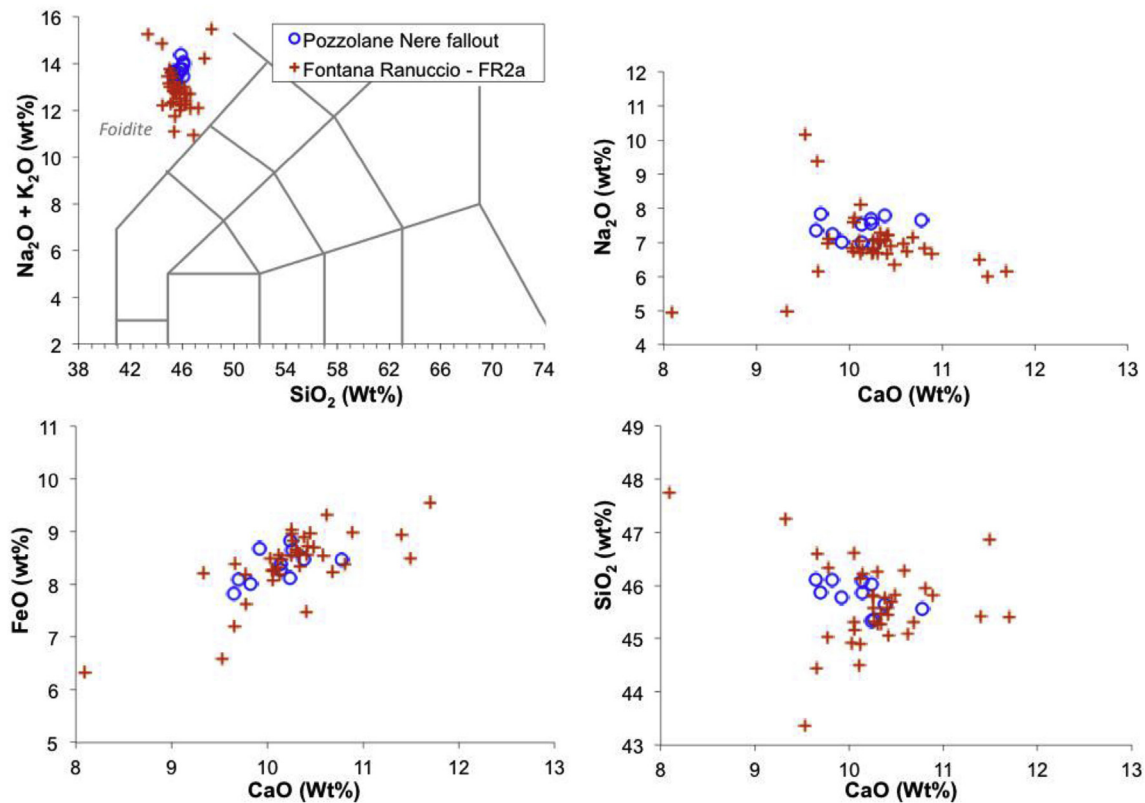 16
14
12
10
8
6
4
2
Na₂O + K₂O (wt%)
Foidite
Pozzolane Nere fallout
Fontana Ranuccio - FR2a
38 42 46 50 54 58 62 66 70 74
SiO₂ (Wt%)
12
11
10
9
8
7
6
5
4
Na₂O (wt%)
8 9 10 11 12 13
CaO (Wt%)
11
10
9
8
7
6
5
FeO (wt%)
8 9 10 11 12 13
CaO (Wt%)
49
48
47
46
45
44
43
SiO₂ (wt%)
8 9 10 11 12 13
CaO (Wt%)